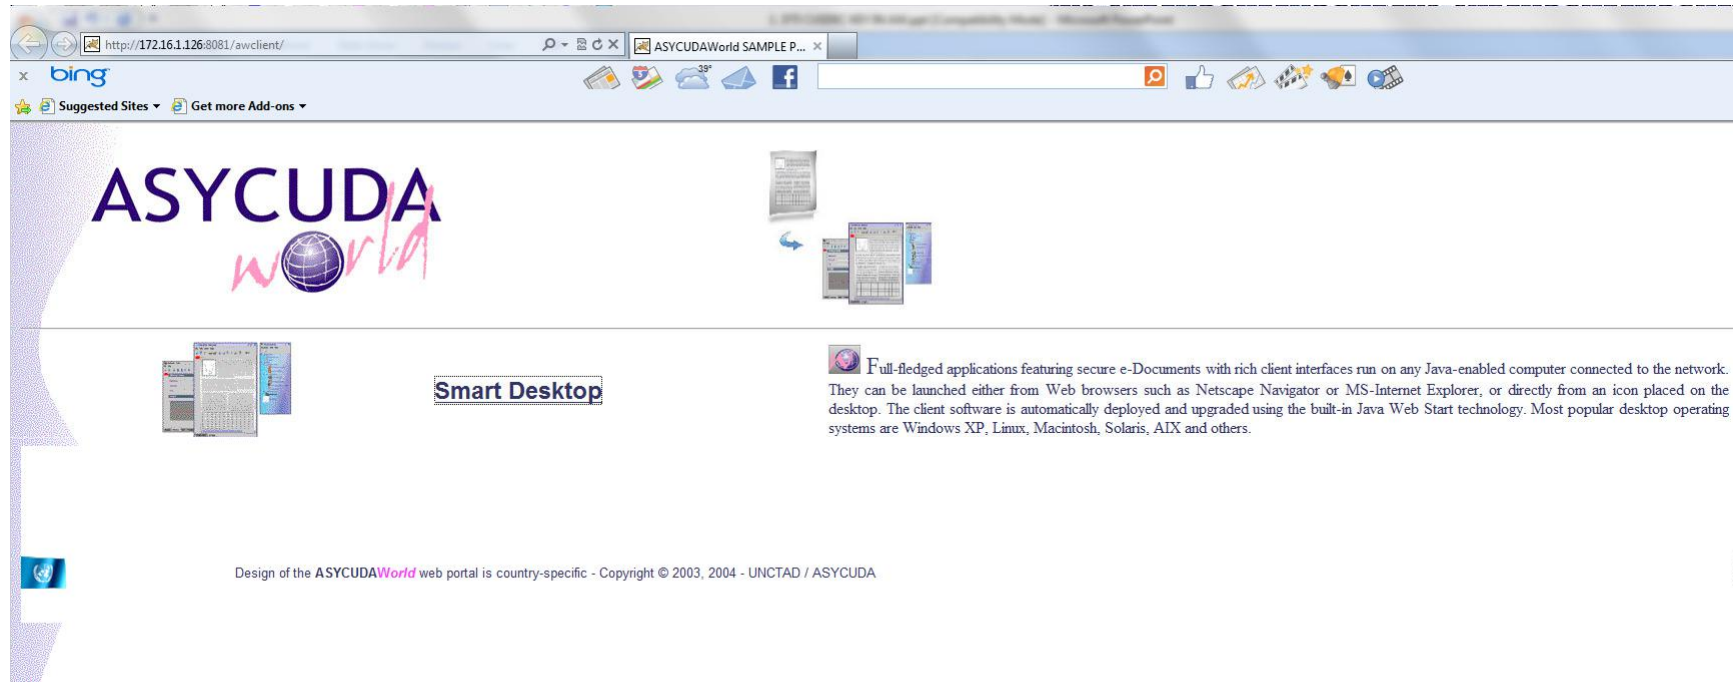 http://172.16.1.126:8081/awclient/
ASYCUDAWorld SAMPLE P...
bing
39°
Suggested Sites
Get more Add-ons
ASYCUDA
world
Smart Desktop
Full-fledged applications featuring secure e-Documents with rich client interfaces run on any Java-enabled computer connected to the network.
They can be launched either from Web browsers such as Netscape Navigator or MS-Internet Explorer, or directly from an icon placed on the
desktop. The client software is automatically deployed and upgraded using the built-in Java Web Start technology. Most popular desktop operating
systems are Windows XP, Linux, Macintosh, Solaris, AIX and others.
Design of the ASYCUDAWorld web portal is country-specific - Copyright © 2003, 2004 - UNCTAD / ASYCUDA